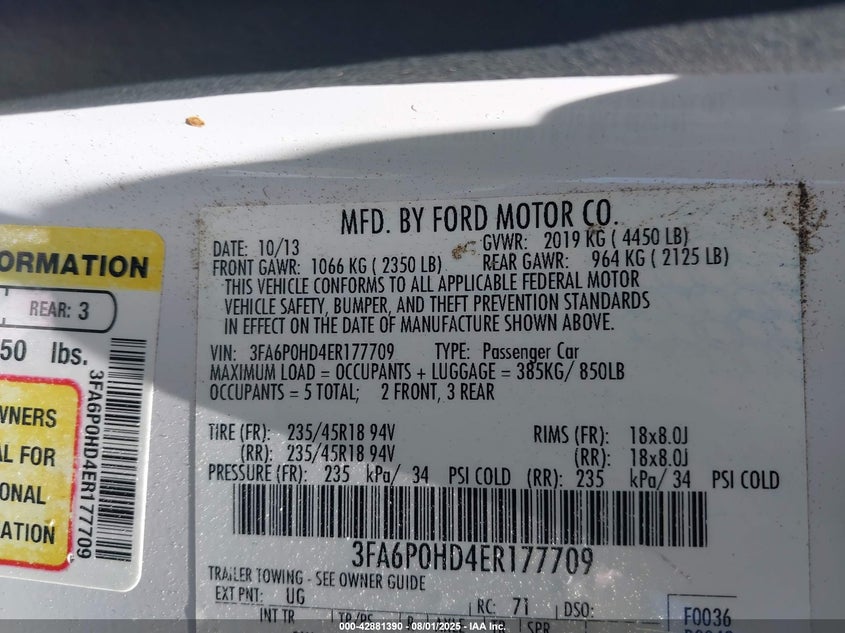 MFD. BY FORD MOTOR CO.
DATE: 10/13 GVWR: 2019 KG ( 4450 LB)
FRONT GAWR: 1066 KG ( 2350 LB) REAR GAWR: 964 KG ( 2125 LB)
THIS VEHICLE CONFORMS TO ALL APPLICABLE FEDERAL MOTOR
VEHICLE SAFETY, BUMPER, AND THEFT PREVENTION STANDARDS
IN EFFECT ON THE DATE OF MANUFACTURE SHOWN ABOVE.
VIN: 3FA6P0HD4ER177709 TYPE: Passenger Car
MAXIMUM LOAD = OCCUPANTS + LUGGAGE = 385KG/ 850LB
OCCUPANTS = 5 TOTAL; 2 FRONT, 3 REAR
TIRE (FR): 235/45R18 94V RIMS (FR): 18x8.0J
(RR): 235/45R18 94V (RR): 18x8.0J
PRESSURE (FR): 235 kPa/ 34 PSI COLD (RR): 235 kPa/ 34 PSI COLD
3FA6P0HD4ER177709
TRAILER TOWING - SEE OWNER GUIDE
EXT PNT: UG RC: 71 DSO: F0036
INT TR
SPR
ORMATION
REAR: 3
50 lbs.
WNERS
AL FOR
IONAL
ATION
3FA6P0HD4ER177709
000-42881390 - 08/01/2025 - IAA Inc.